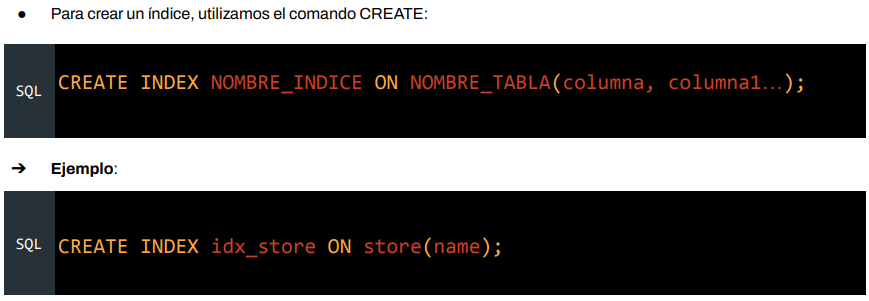 ● Para crear un índice, utilizamos el comando CREATE:
SQL CREATE INDEX NOMBRE_INDICE ON NOMBRE_TABLA(columna, columna1...);
➔ Ejemplo:
SQL CREATE INDEX idx_store ON store(name);